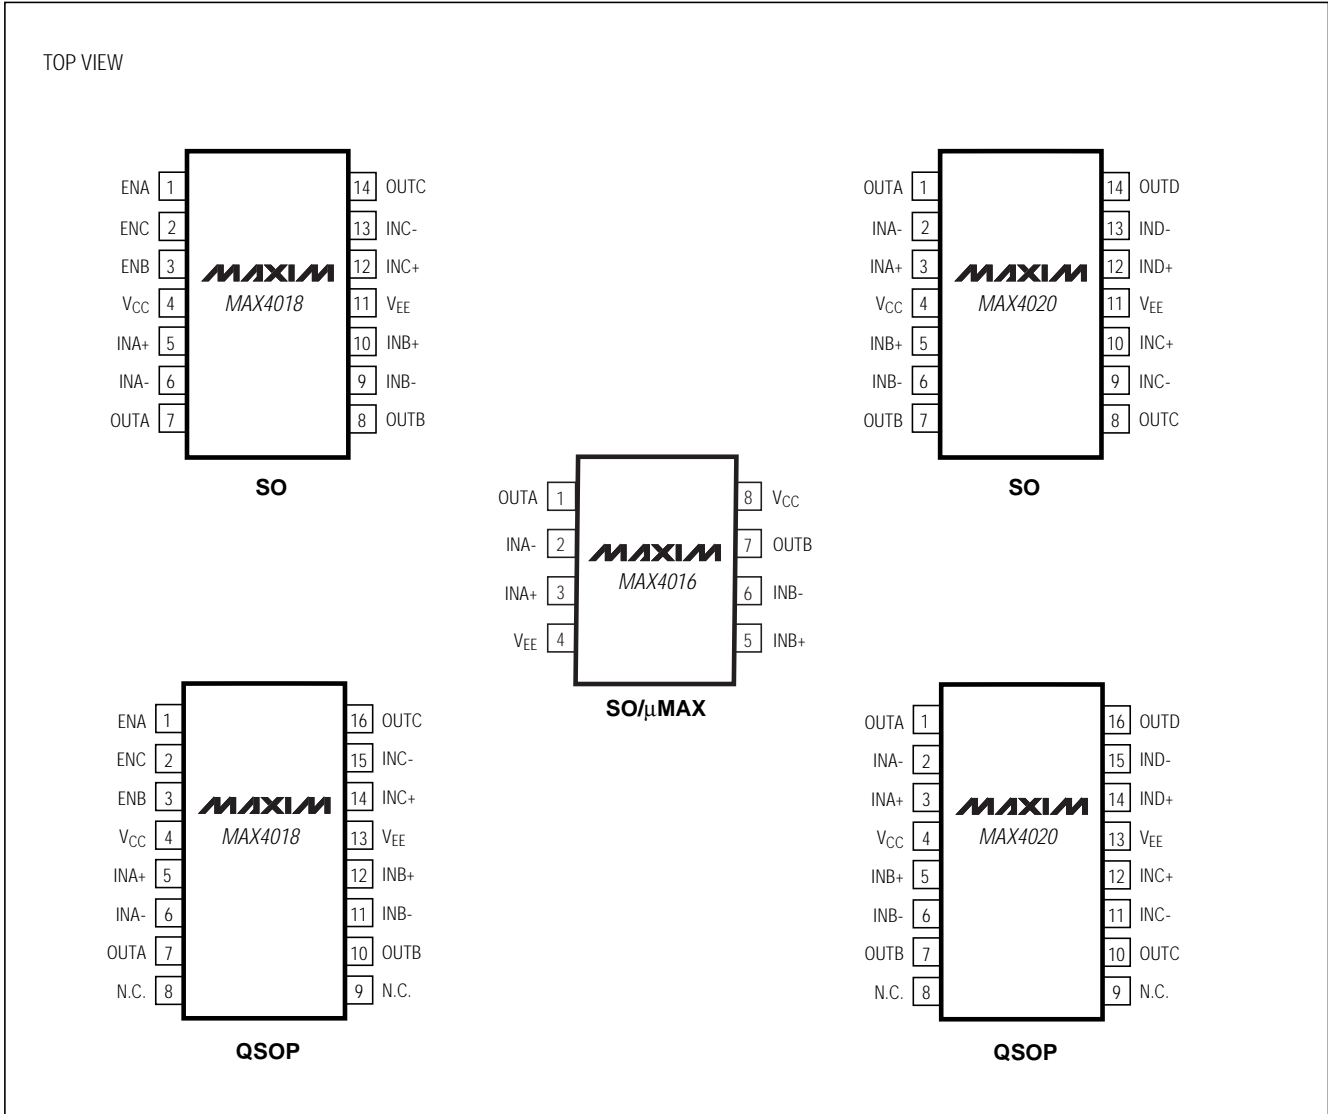 TOP VIEW
ENA 1 14 OUTC
ENC 2 13 INC-
ENB 3 12 INC+
VCC 4 11 VEE
INA+ 5 10 INB+
INA- 6 9 INB-
OUTA 7 8 OUTB
MAXIM
MAX4018
SO
OUTA 1 14 OUTD
INA- 2 13 IND-
INA+ 3 12 IND+
VCC 4 11 VEE
INB+ 5 10 INC+
INB- 6 9 INC-
OUTB 7 8 OUTC
MAXIM
MAX4020
SO
OUTA 1 8 VCC
INA- 2 7 OUTB
INA+ 3 6 INB-
VEE 4 5 INB+
MAXIM
MAX4016
SO/µMAX
ENA 1 16 OUTC
ENC 2 15 INC-
ENB 3 14 INC+
VCC 4 13 VEE
INA+ 5 12 INB+
INA- 6 11 INB-
OUTA 7 10 OUTB
N.C. 8 9 N.C.
MAXIM
MAX4018
QSOP
OUTA 1 16 OUTD
INA- 2 15 IND-
INA+ 3 14 IND+
VCC 4 13 VEE
INB+ 5 12 INC+
INB- 6 11 INC-
OUTB 7 10 OUTC
N.C. 8 9 N.C.
MAXIM
MAX4020
QSOP